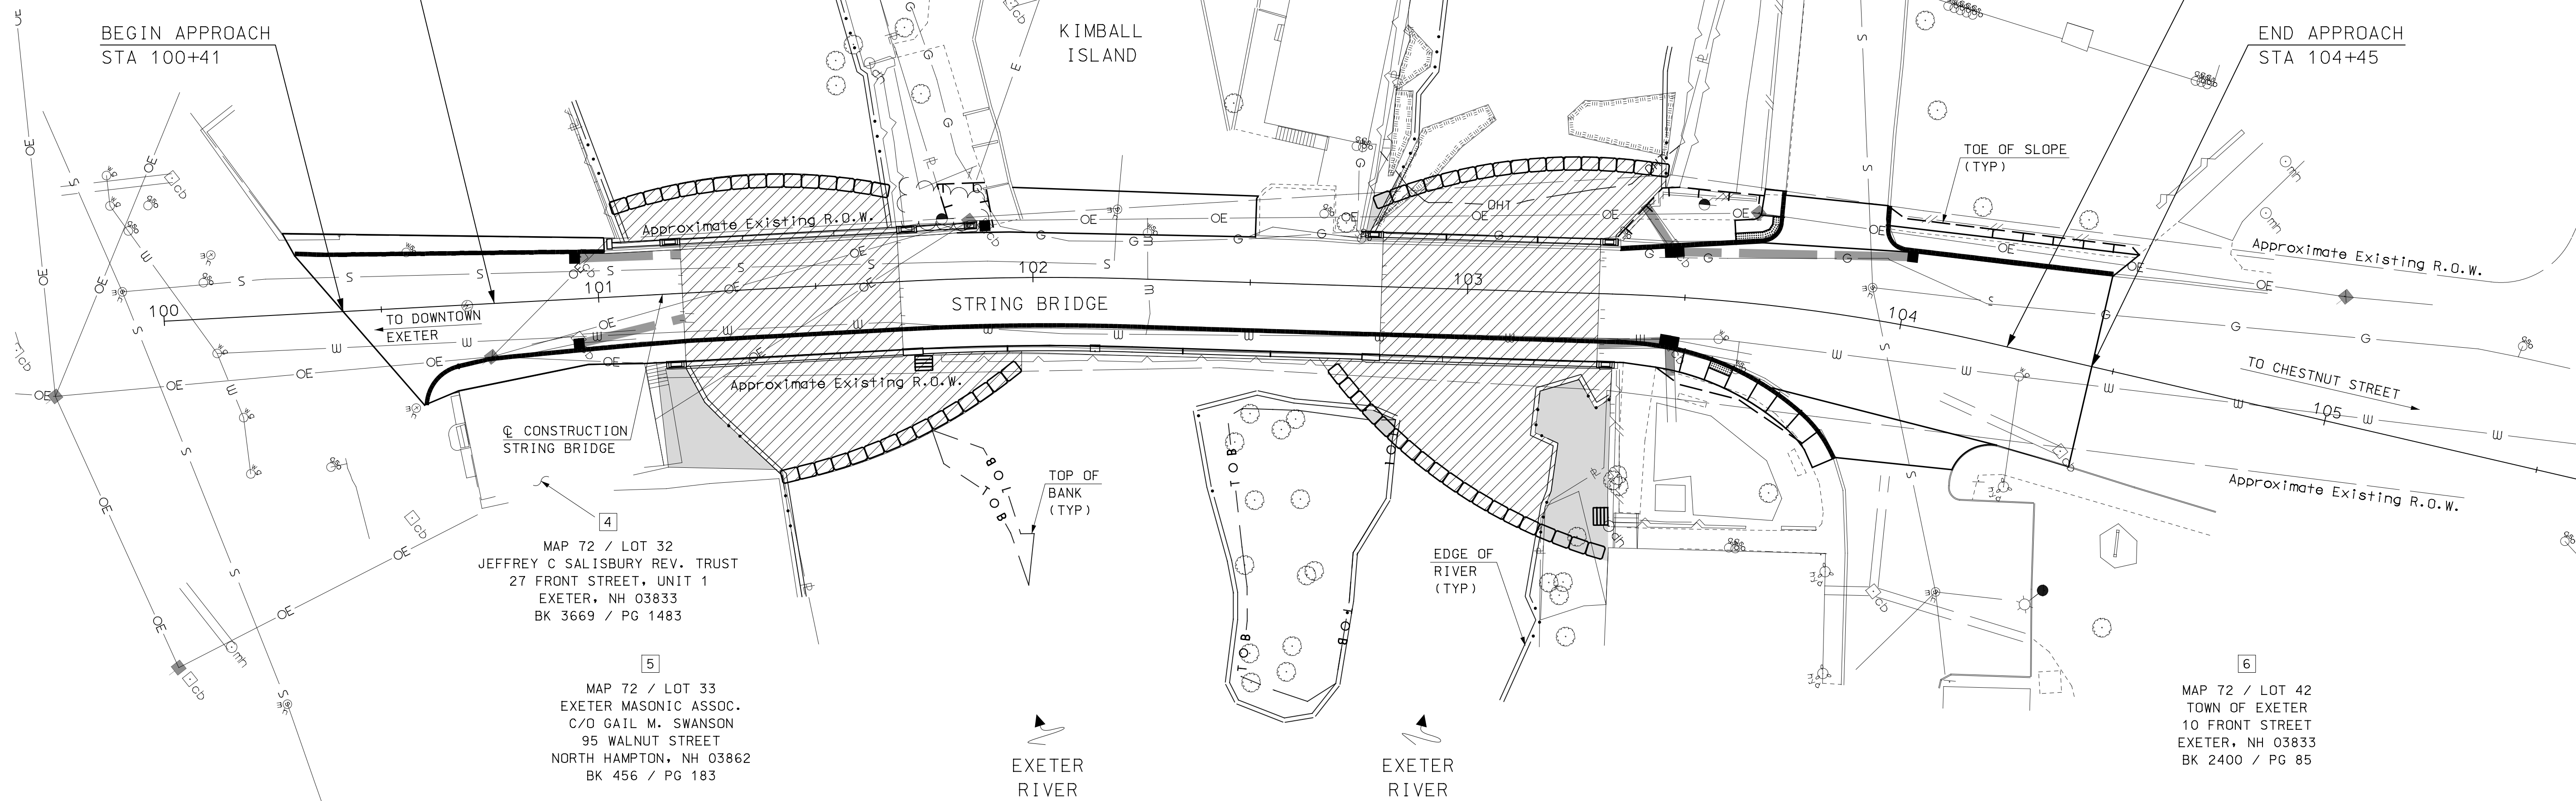 BEGIN APPROACH
STA 100+41
KIMBALL
ISLAND
END APPROACH
STA 104+45
TOE OF SLOPE
(TYP)
Approximate Existing R.O.W.
OHT
Approximate Existing R.O.W.
100
101
102
103
104
105
STRING BRIDGE
TO DOWNTOWN
EXETER
TO CHESTNUT STREET
Approximate Existing R.O.W.
Approximate Existing R.O.W.
℄ CONSTRUCTION
STRING BRIDGE
TOP OF
BANK
(TYP)
TOB
TOB
TOB
TOB
TOB
TOB
EDGE OF
RIVER
(TYP)
4
MAP 72 / LOT 32
JEFFREY C SALISBURY REV. TRUST
27 FRONT STREET, UNIT 1
EXETER, NH 03833
BK 3669 / PG 1483
5
MAP 72 / LOT 33
EXETER MASONIC ASSOC.
C/O GAIL M. SWANSON
95 WALNUT STREET
NORTH HAMPTON, NH 03862
BK 456 / PG 183
EXETER
RIVER
EXETER
RIVER
6
MAP 72 / LOT 42
TOWN OF EXETER
10 FRONT STREET
EXETER, NH 03833
BK 2400 / PG 85